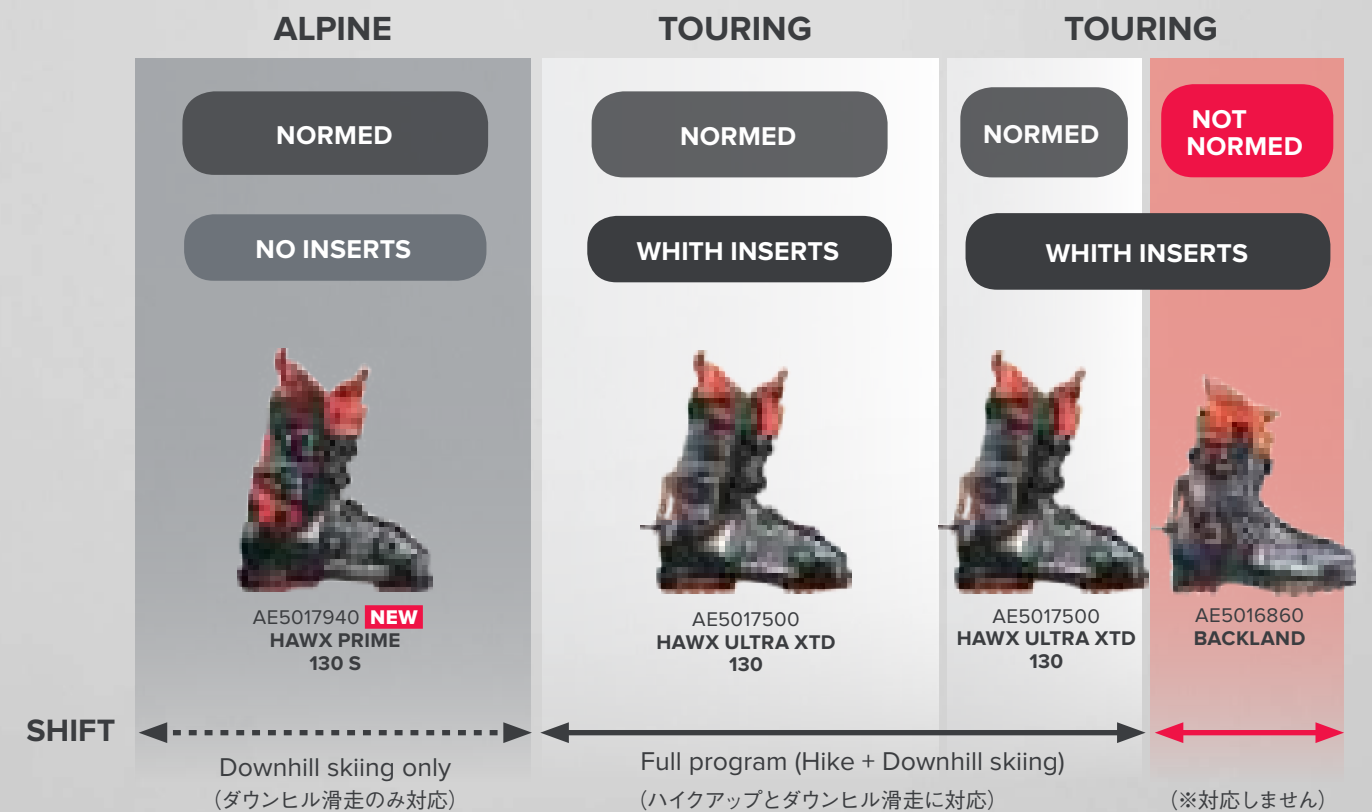 ALPINE
TOURING
TOURING
NORMED
NORMED
NORMED
NOT
NORMED
NO INSERTS
WHITH INSERTS
WHITH INSERTS
AE5017940 NEW
HAWX PRIME
130 S
AE5017500
HAWX ULTRA XTD
130
AE5017500
HAWX ULTRA XTD
130
AE5016860
BACKLAND
SHIFT
Downhill skiing only
（ダウンヒル滑走のみ対応）
Full program (Hike + Downhill skiing)
（ハイクアップとダウンヒル滑走に対応）
（※対応しません）